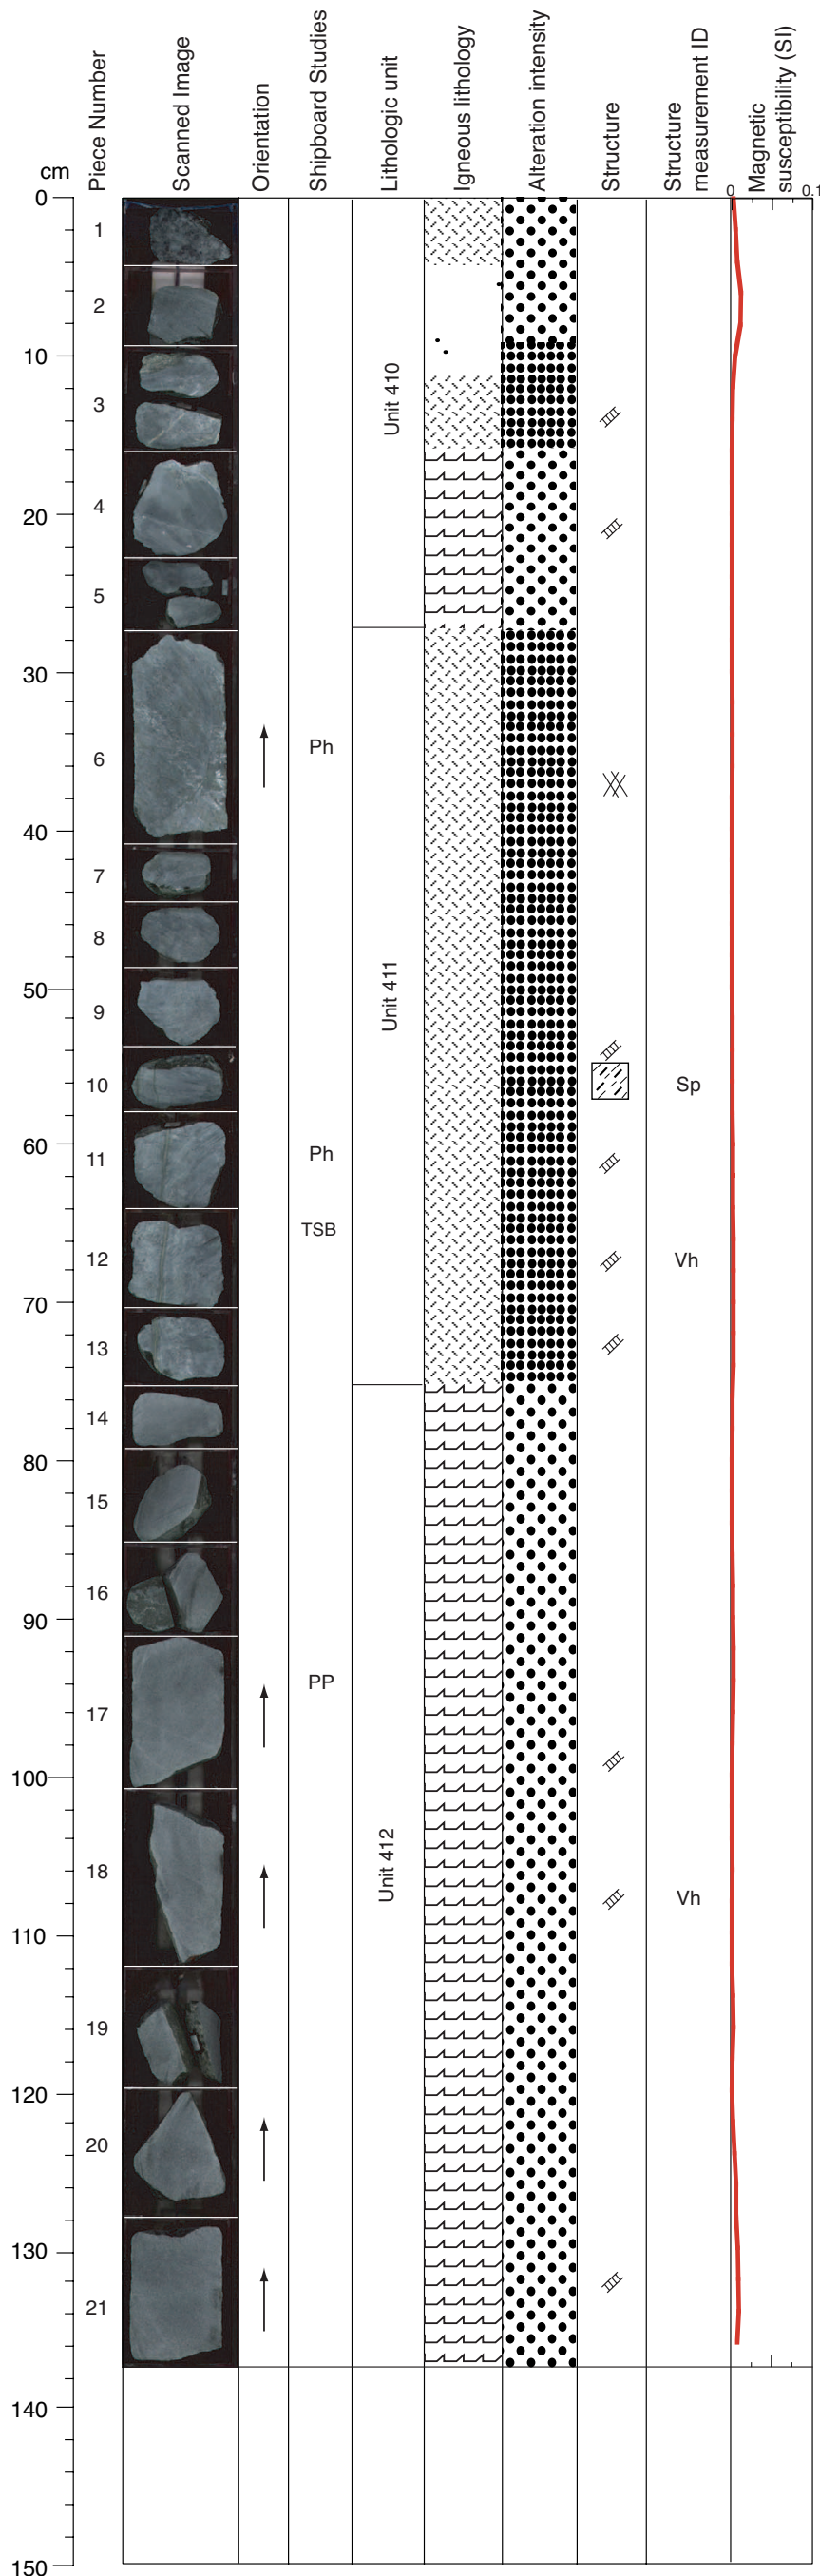 cm
Piece Number
Scanned Image
Orientation
Shipboard Studies
Lithologic unit
Igneous lithology
Alteration intensity
Structure
Structure
measurement ID
Magnetic
susceptibility (SI)
0
0.1
0
1
2
10
3
Unit 410
4
20
5
30
Ph
6
40
7
8
50
Unit 411
9
10
Sp
60
Ph
11
TSB
12
Vh
70
13
14
80
15
16
90
PP
17
100
Unit 412
18
Vh
110
19
120
20
130
21
140
150